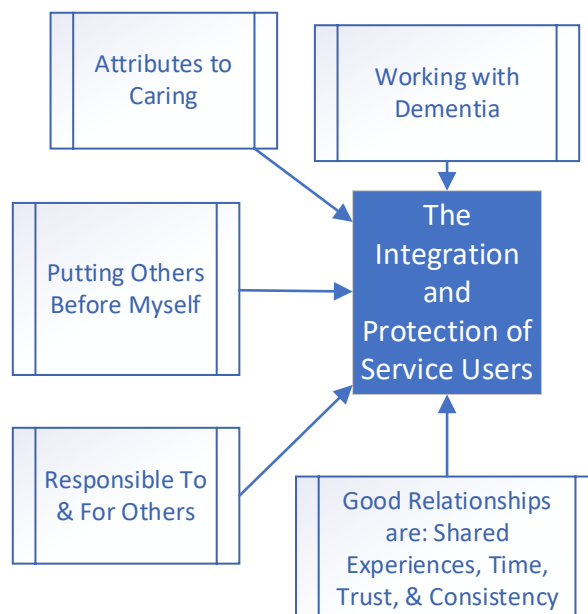 Attributes to
Caring
Working with
Dementia
The
Integration
and
Protection of
Service Users
Putting Others
Before Myself
Responsible To
& For Others
Good Relationships
are: Shared
Experiences, Time,
Trust, & Consistency